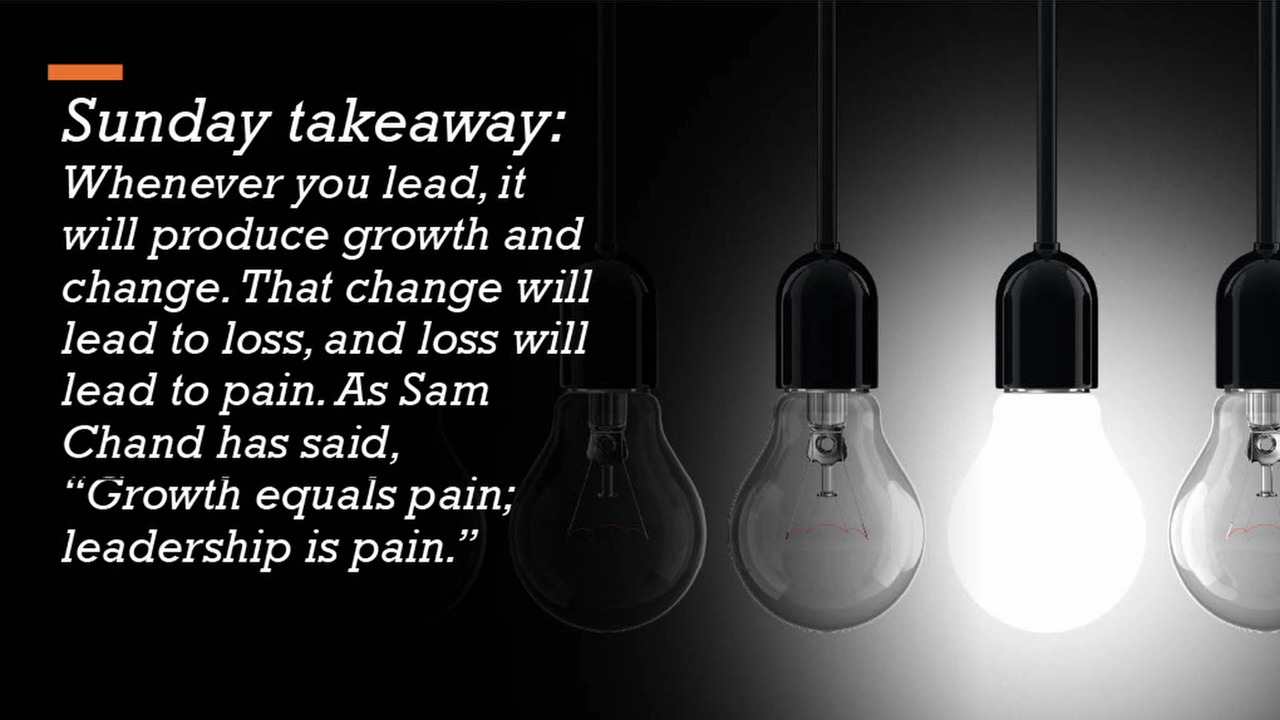 Sunday takeaway:
Whenever you lead, it
will produce growth and
change. That change will
lead to loss, and loss will
lead to pain. As Sam
Chand has said,
“Growth equals pain;
leadership is pain.”